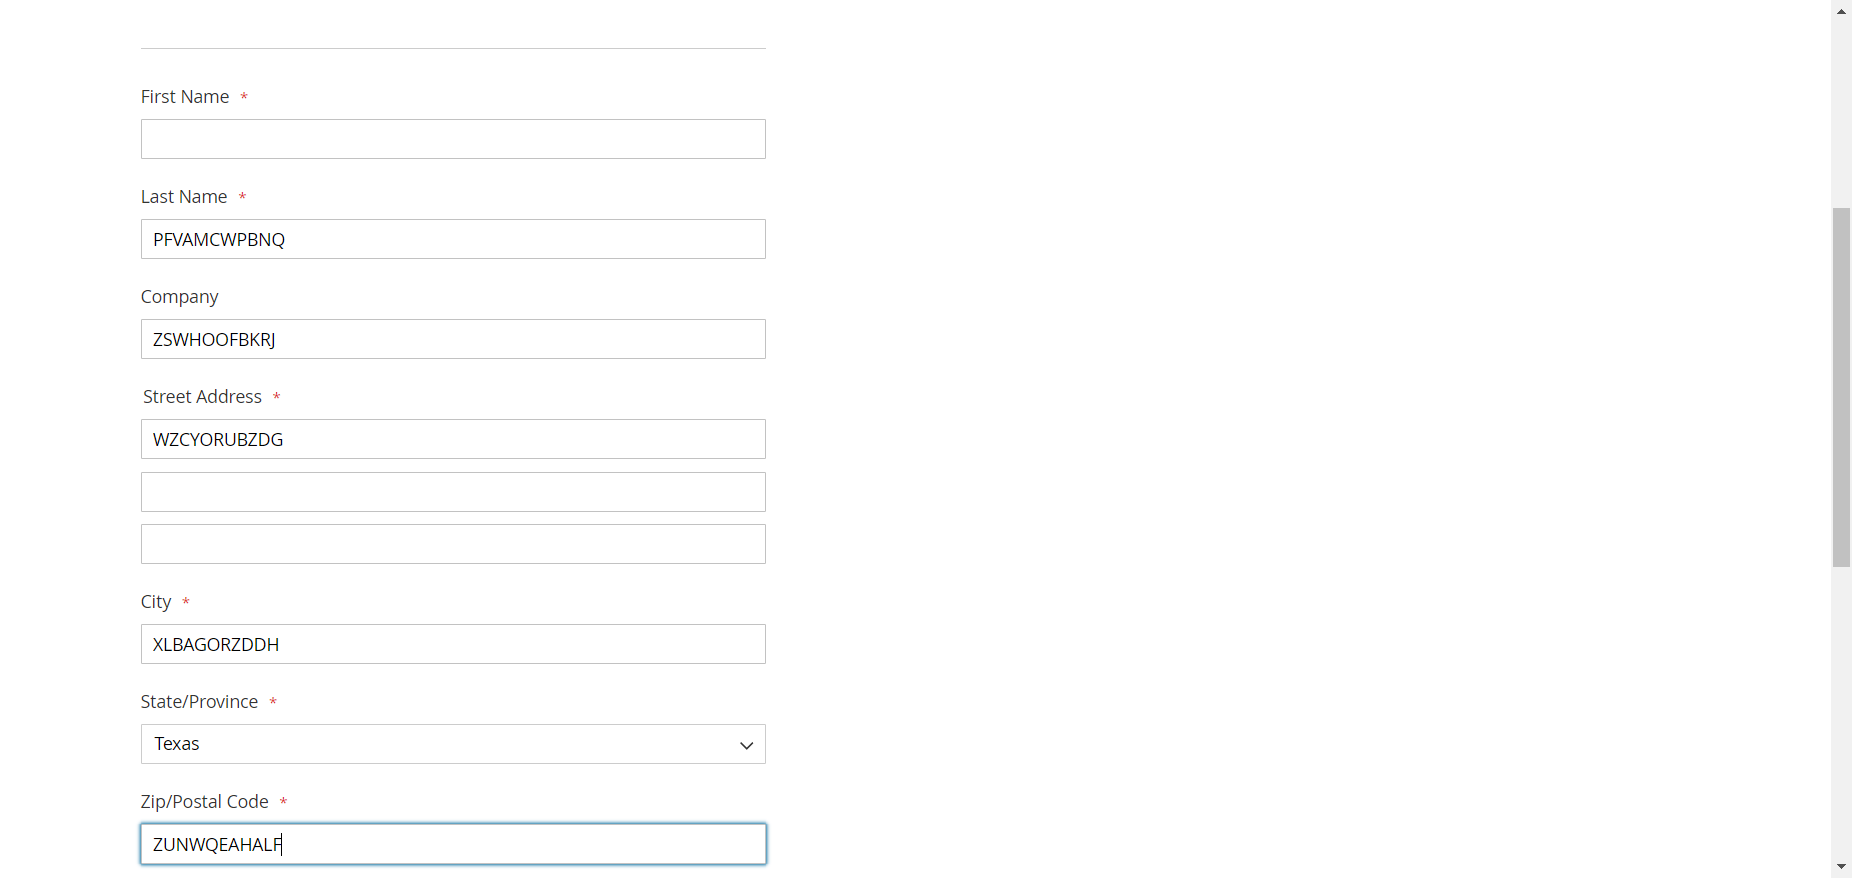 First Name *
Last Name *
PFVAMCWPBNQ
Company
ZSWHOOFBKRJ
Street Address *
WZCYORUBZDG
City *
XLBAGORZDDH
State/Province *
Texas
Zip/Postal Code *
ZUNWQEAHALF